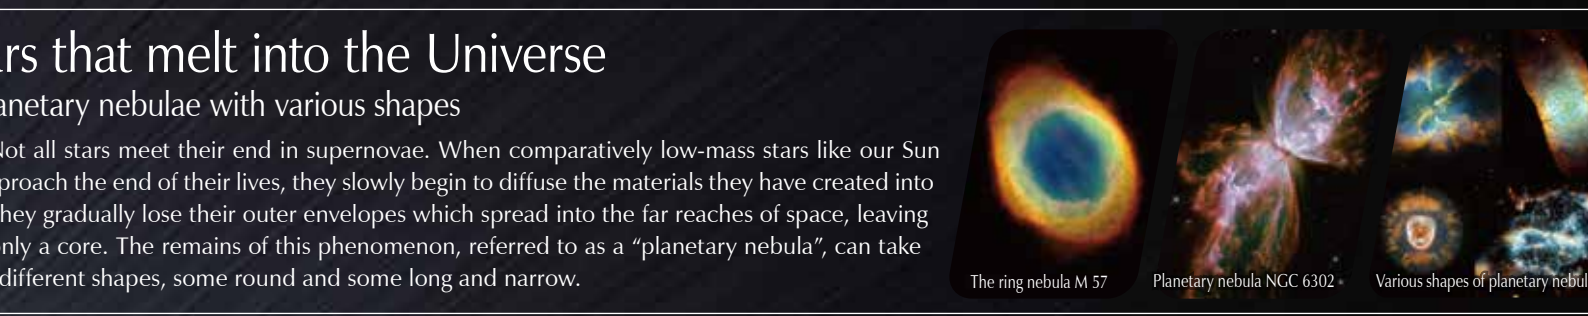 rs that melt into the Universe
anetary nebulae with various shapes
Not all stars meet their end in supernovae. When comparatively low-mass stars like our Sun
proach the end of their lives, they slowly begin to diffuse the materials they have created into
hey gradually lose their outer envelopes which spread into the far reaches of space, leaving
nly a core. The remains of this phenomenon, referred to as a “planetary nebula”, can take
different shapes, some round and some long and narrow.
The ring nebula M 57
Planetary nebula NGC 6302
Various shapes of planetary nebul